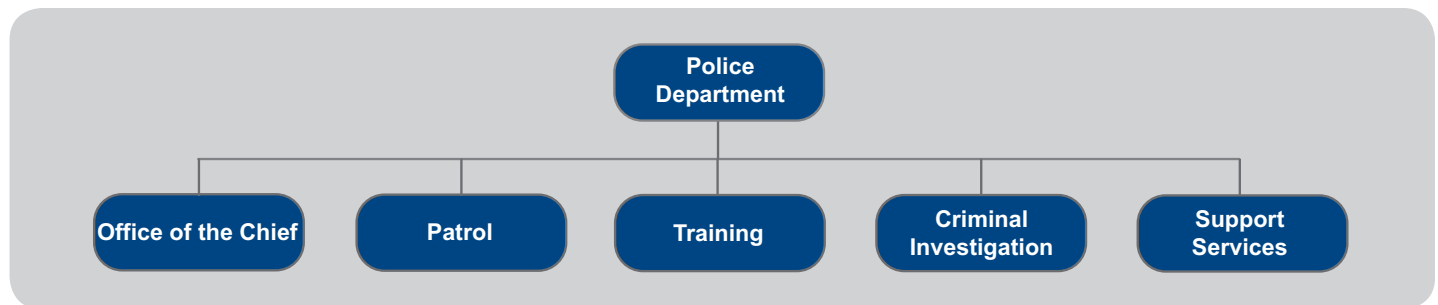 Police
Department
Office of the Chief
Patrol
Training
Criminal
Investigation
Support
Services